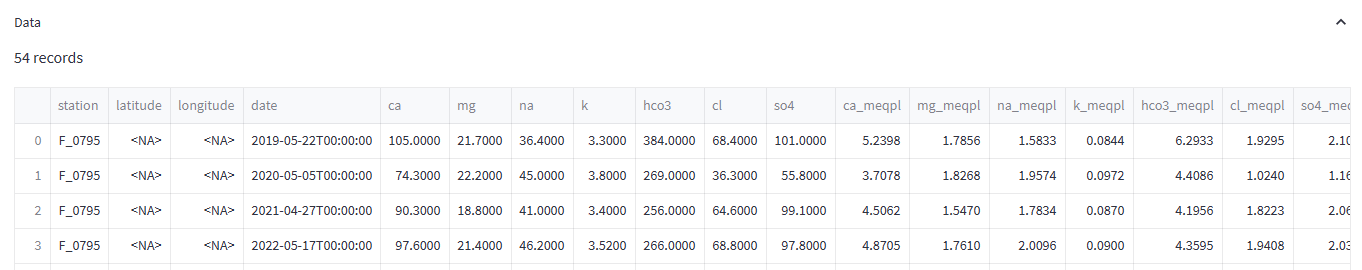 Data
54 records
station latitude longitude date ca mg na k hco3 cl so4 ca_meqpl mg_meqpl na_meqpl k_meqpl hco3_meqpl cl_meqpl
0 F_0795 <NA> <NA> 2019-05-22T00:00:00 105.0000 21.7000 36.4000 3.3000 384.0000 68.4000 101.0000 5.2398 1.7856 1.5833 0.0844 6.2933 1.9295 2.10
1 F_0795 <NA> <NA> 2020-05-05T00:00:00 74.3000 22.2000 45.0000 3.8000 269.0000 36.3000 55.8000 3.7078 1.8268 1.9574 0.0972 4.4086 1.0240 1.16
2 F_0795 <NA> <NA> 2021-04-27T00:00:00 90.3000 18.8000 41.0000 3.4000 256.0000 64.6000 99.1000 4.5062 1.5470 1.7834 0.0870 4.1956 1.8223 2.06
3 F_0795 <NA> <NA> 2022-05-17T00:00:00 97.6000 21.4000 46.2000 3.5200 266.0000 68.8000 97.8000 4.8705 1.7610 2.0096 0.0900 4.3595 1.9408 2.03